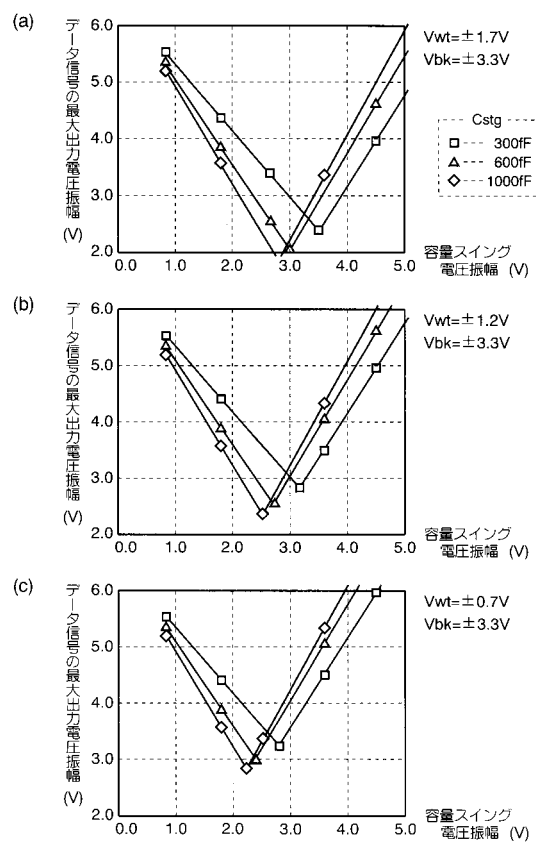 (a)
データ信号の最大出力電圧振幅
(V)
6.0
5.0
4.0
3.0
2.0
0.0 1.0 2.0 3.0 4.0 5.0
容量スイング
電圧振幅 (V)
Vwt=±1.7V
Vbk=±3.3V
Cstg
300fF
600fF
1000fF
(b)
データ信号の最大出力電圧振幅
(V)
6.0
5.0
4.0
3.0
2.0
0.0 1.0 2.0 3.0 4.0 5.0
容量スイング
電圧振幅 (V)
Vwt=±1.2V
Vbk=±3.3V
(c)
データ信号の最大出力電圧振幅
(V)
6.0
5.0
4.0
3.0
2.0
0.0 1.0 2.0 3.0 4.0 5.0
容量スイング
電圧振幅 (V)
Vwt=±0.7V
Vbk=±3.3V